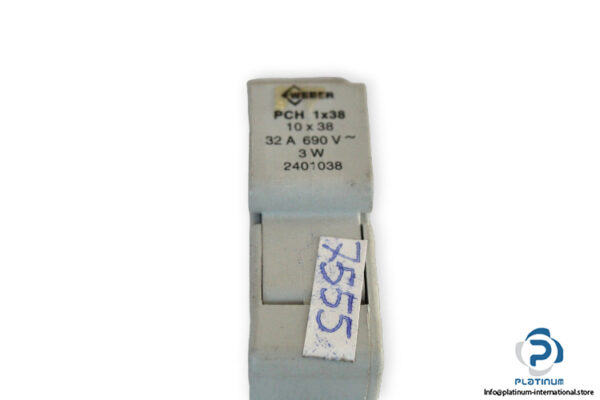 WEBER
PCH 1x38
10 x 38
32 A 690 V ~
3 W
2401038
7555
PLATINUM
Info@platinum-international.store